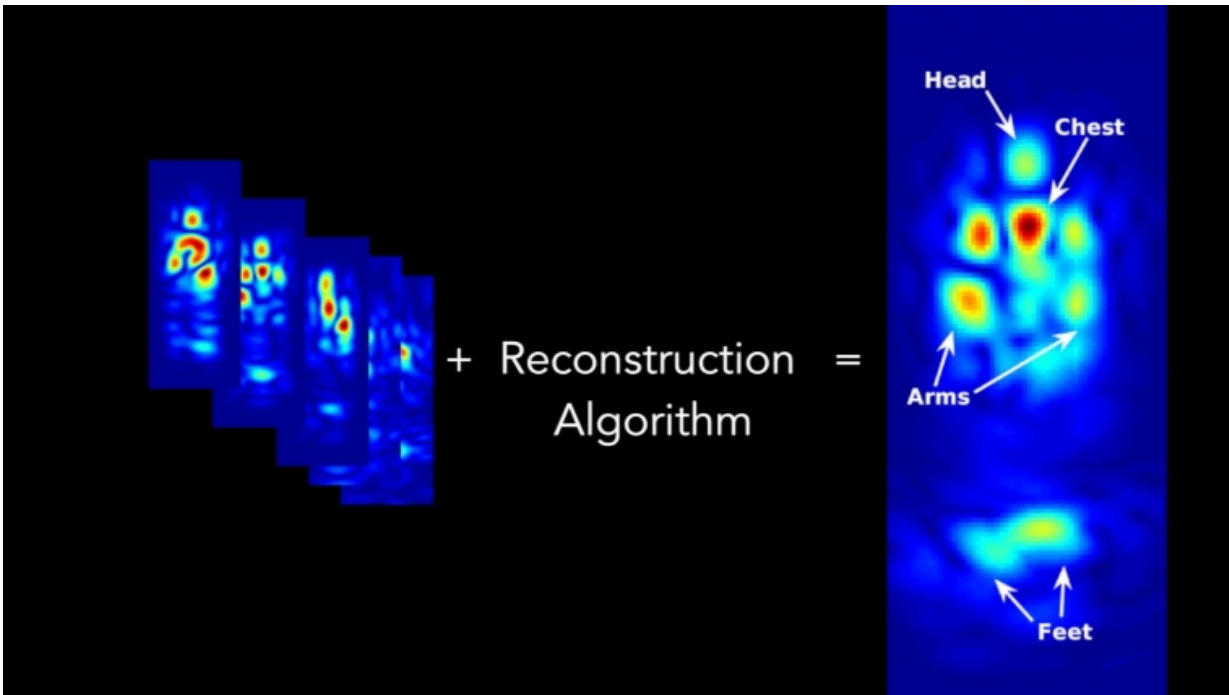 Head
Chest
+ Reconstruction =
Algorithm
Arms
Feet